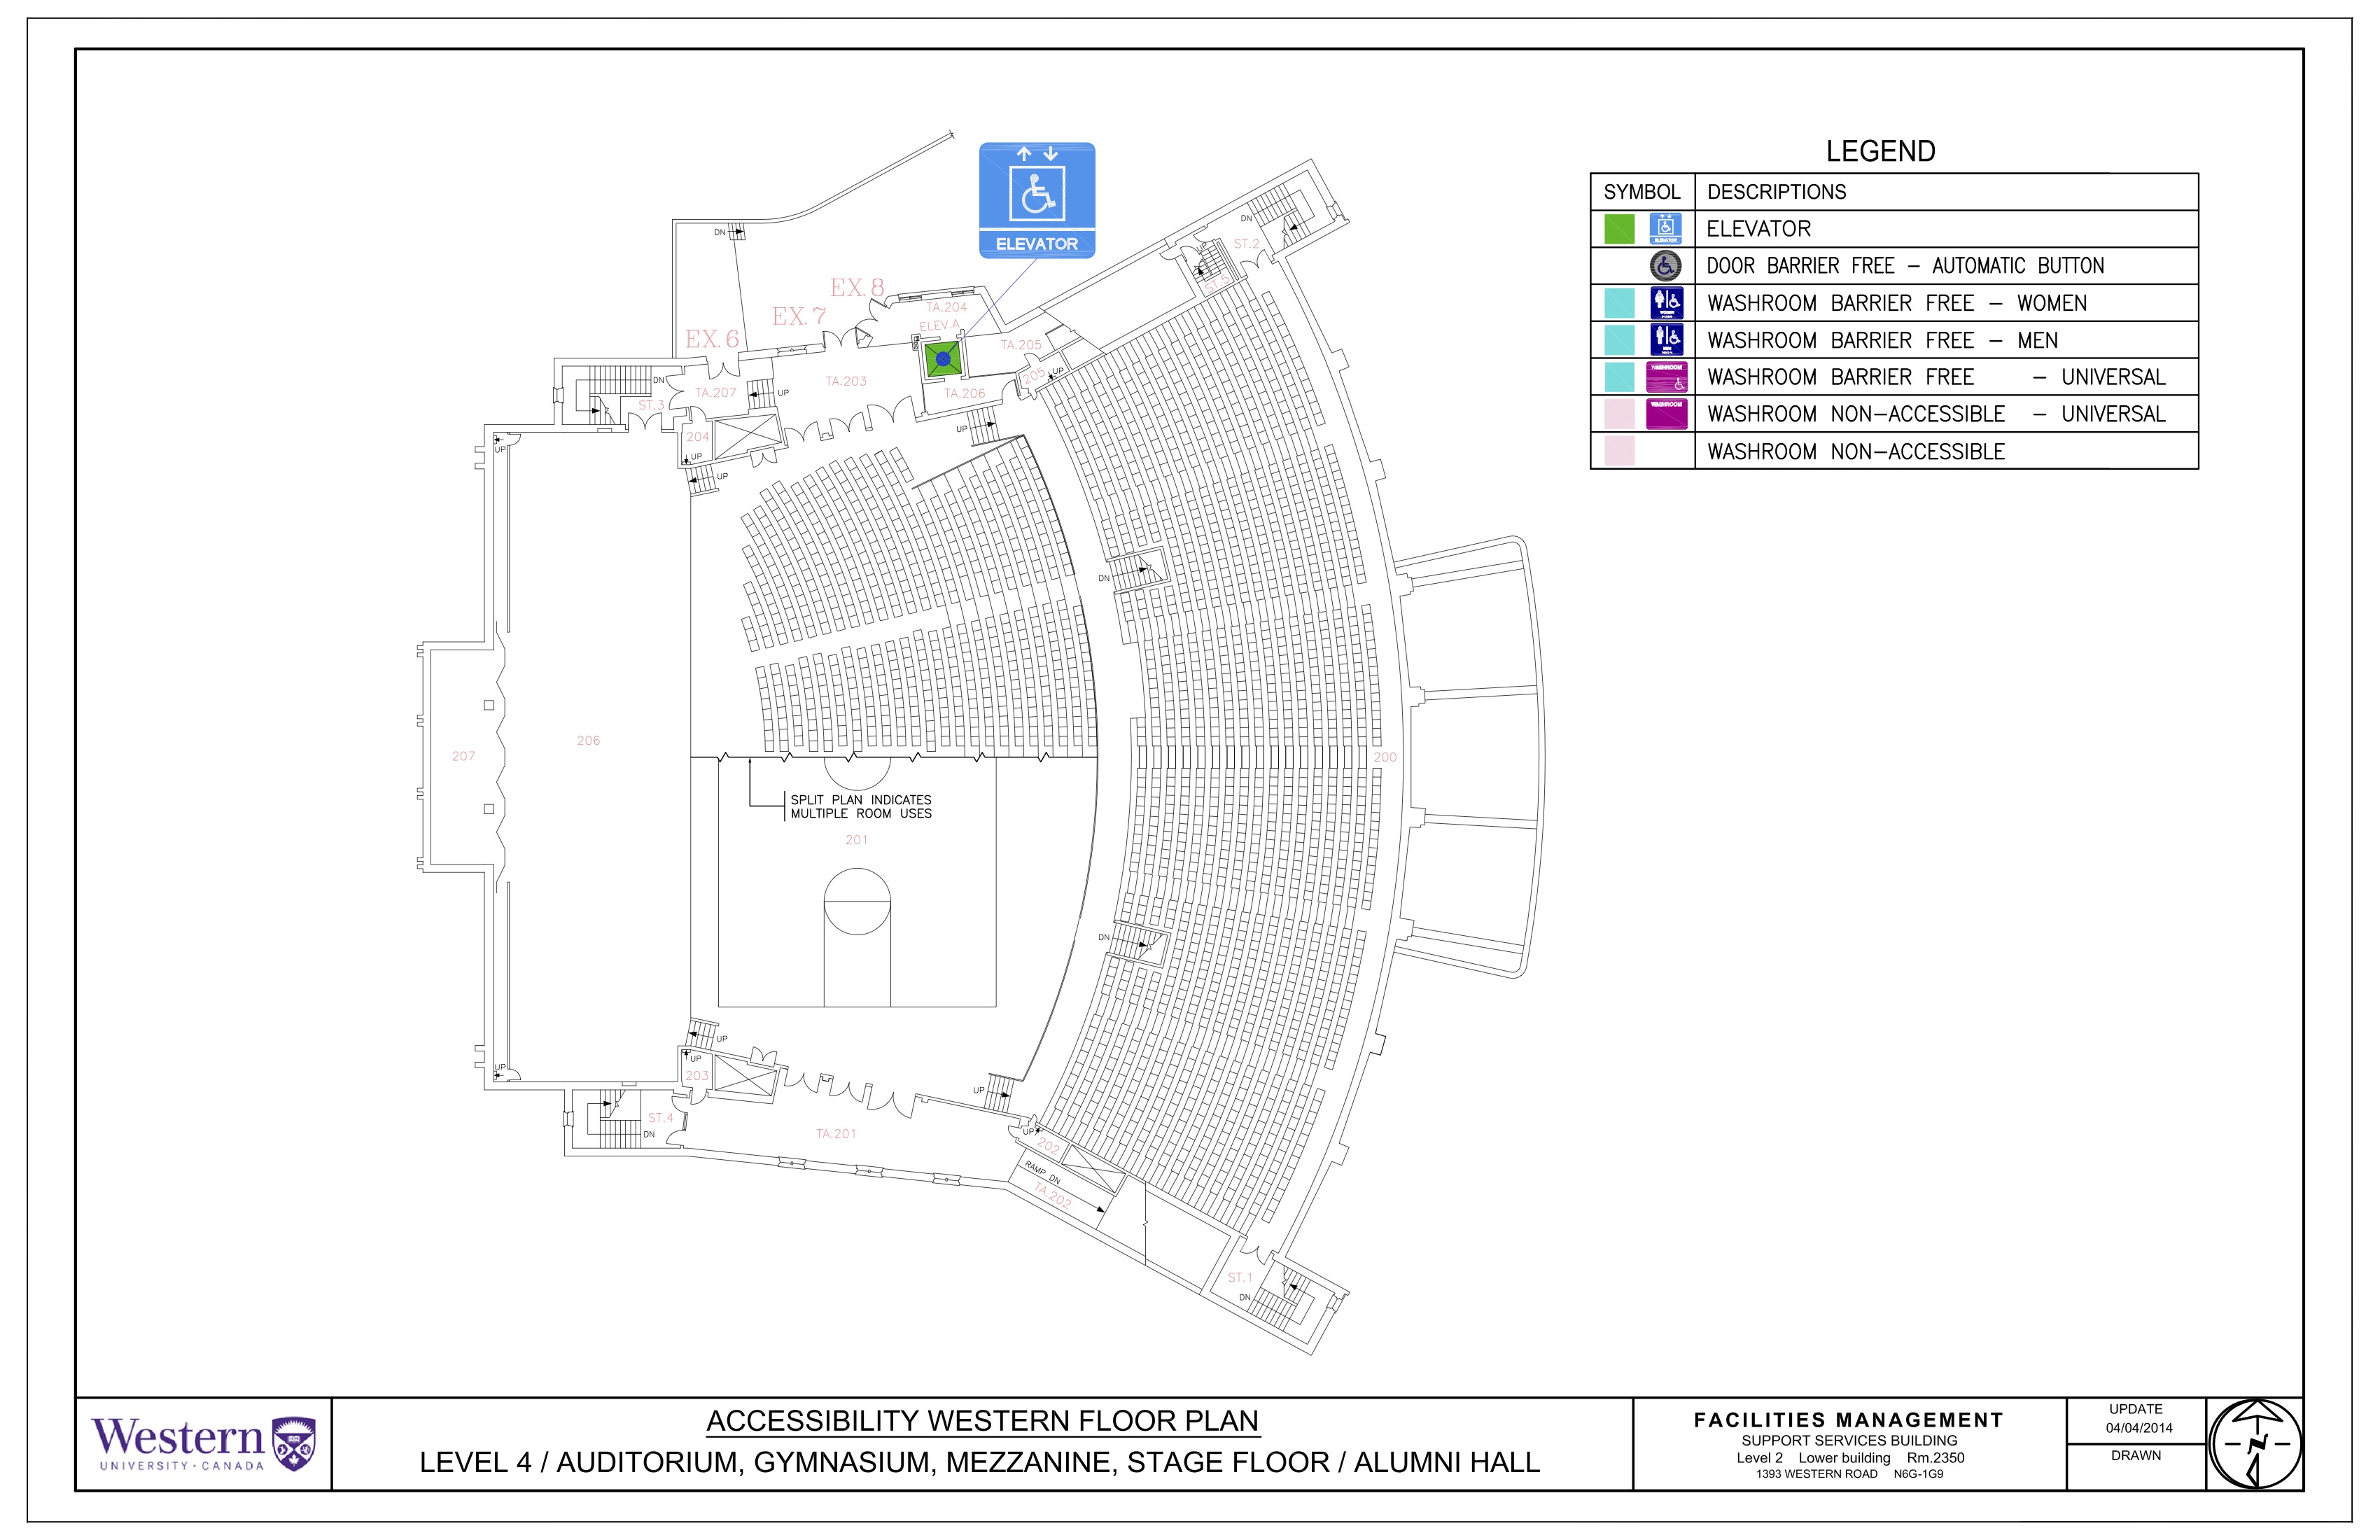 ELEVATOR
LEGEND
SYMBOL DESCRIPTIONS
ELEVATOR
DOOR BARRIER FREE - AUTOMATIC BUTTON
WASHROOM BARRIER FREE - WOMEN
WASHROOM BARRIER FREE - MEN
WASHROOM BARRIER FREE - UNIVERSAL
WASHROOM NON-ACCESSIBLE - UNIVERSAL
WASHROOM NON-ACCESSIBLE
DN
DN
ST.2
UP
ST.5
EX.8
EX.7
EX.6
TA.204
ELEV.A
TA.205
205
UP
TA.206
TA.203
TA.207
UP
DN
ST.3
204
UP
UP
UP
UP
DN
207
206
200
SPLIT PLAN INDICATES
MULTIPLE ROOM USES
201
DN
UP
UP
UP
203
UP
ST.4
DN
TA.201
UP
202
RAMP DN
TA.202
ST.1
DN
Western
UNIVERSITY · CANADA
ACCESSIBILITY WESTERN FLOOR PLAN
LEVEL 4 / AUDITORIUM, GYMNASIUM, MEZZANINE, STAGE FLOOR / ALUMNI HALL
FACILITIES MANAGEMENT
SUPPORT SERVICES BUILDING
Level 2 Lower building Rm.2350
1393 WESTERN ROAD N6G-1G9
UPDATE
04/04/2014
DRAWN
N